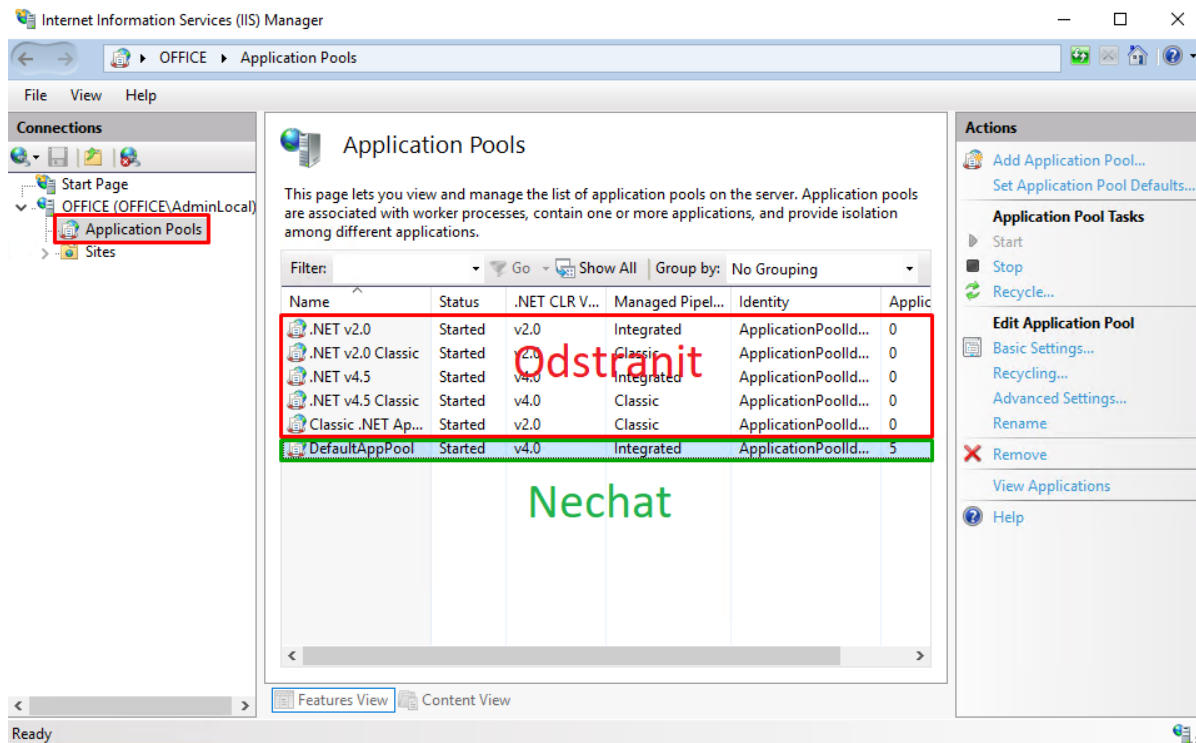 Internet Information Services (IIS) Manager
OFFICE
Application Pools
File View Help
Connections
Start Page
OFFICE (OFFICE\AdminLocal)
Application Pools
Sites
Application Pools
This page lets you view and manage the list of application pools on the server. Application pools
are associated with worker processes, contain one or more applications, and provide isolation
among different applications.
Filter: Go Show All Group by: No Grouping
Name Status .NET CLR V... Managed Pipel... Identity Applic
.NET v2.0 Started v2.0 Integrated ApplicationPoolId... 0
.NET v2.0 Classic Started v2.0 Classic ApplicationPoolId... 0
.NET v4.5 Started v4.0 Integrated ApplicationPoolId... 0
.NET v4.5 Classic Started v4.0 Classic ApplicationPoolId... 0
Classic .NET Ap... Started v2.0 Classic ApplicationPoolId... 0
DefaultAppPool Started v4.0 Integrated ApplicationPoolId... 5
Odstranit
Nechat
Features View Content View
Actions
Add Application Pool...
Set Application Pool Defaults...
Application Pool Tasks
Start
Stop
Recycle...
Edit Application Pool
Basic Settings...
Recycling...
Advanced Settings...
Rename
Remove
View Applications
Help
Ready